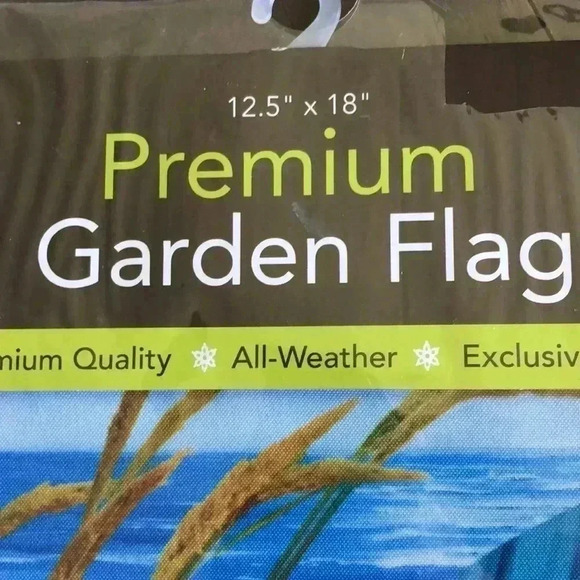 12.5" x 18"
Premium
Garden Flag
mium Quality All-Weather Exclusiv